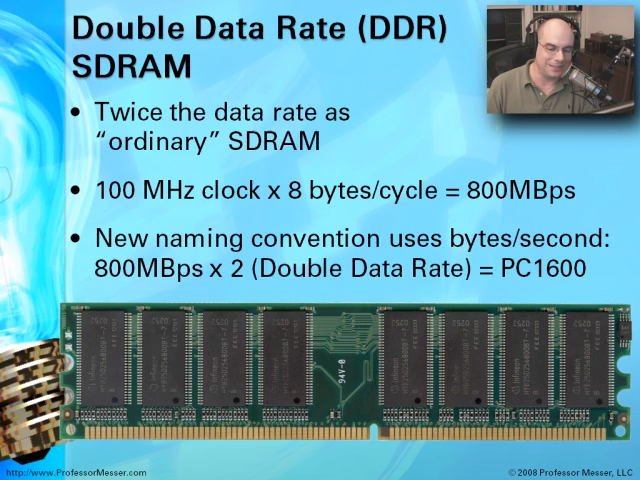 Double Data Rate (DDR)
SDRAM
• Twice the data rate as
“ordinary” SDRAM
• 100 MHz clock x 8 bytes/cycle = 800MBps
• New naming convention uses bytes/second:
800MBps x 2 (Double Data Rate) = PC1600
94V-0
http://www.ProfessorMesser.com
© 2008 Professor Messer, LLC